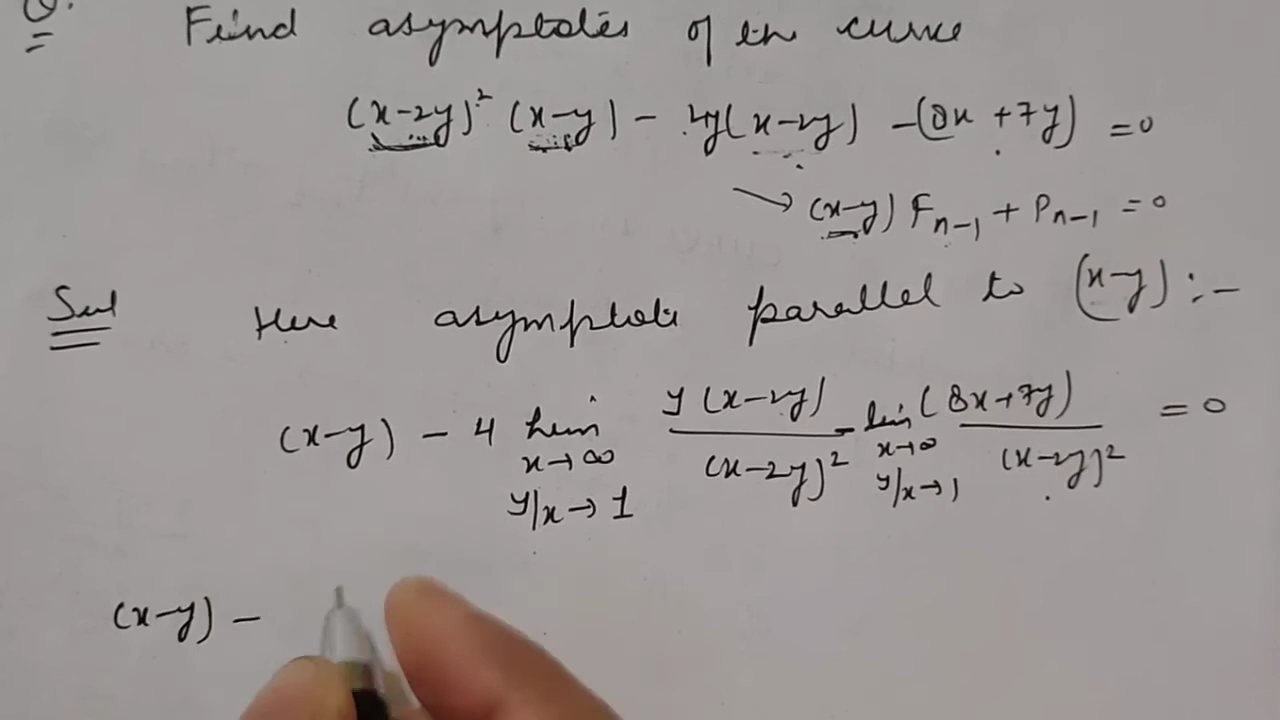 Q. Find asymptotes of the curve
(x-2y)² (x-y) - 4y(x-2y) - (8x + 7y) = 0
→ (x-y) Fn-1 + Pn-1 = 0
Sol Here asymptote parallel to (x-y) :-
(x-y) - 4 lim x→∞ y/x→1 y(x-2y) / (x-2y)² - lim x→∞ y/x→1 (8x+7y) / (x-2y)² = 0
(x-y) -